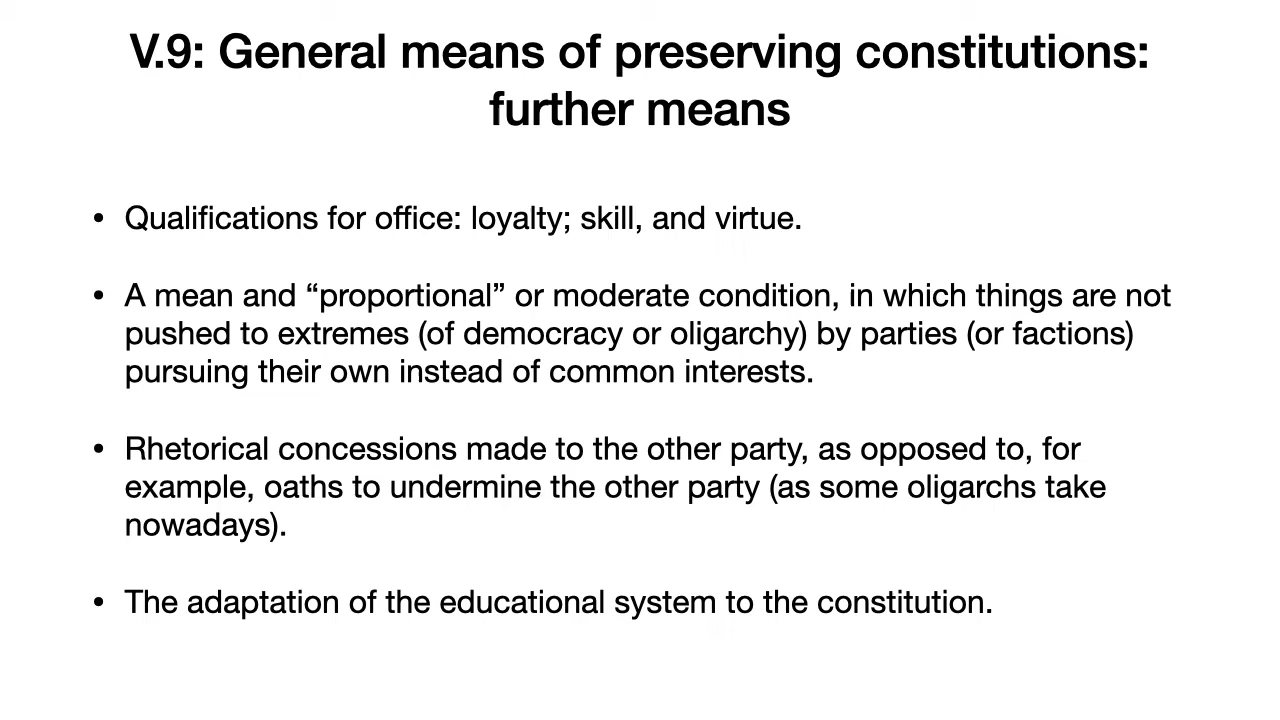 V.9: General means of preserving constitutions:
further means
• Qualifications for office: loyalty; skill, and virtue.
• A mean and “proportional” or moderate condition, in which things are not
pushed to extremes (of democracy or oligarchy) by parties (or factions)
pursuing their own instead of common interests.
• Rhetorical concessions made to the other party, as opposed to, for
example, oaths to undermine the other party (as some oligarchs take
nowadays).
• The adaptation of the educational system to the constitution.